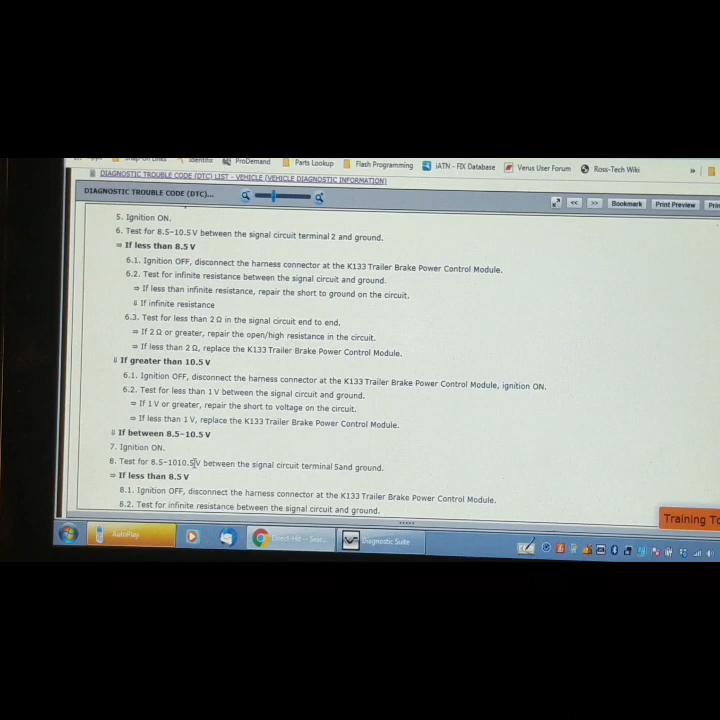 Snap-on Links Identifix ProDemand Parts Lookup Flash Programming iATN - FIX Database Verus User Forum Ross-Tech Wiki »
DIAGNOSTIC TROUBLE CODE (DTC) LIST - VEHICLE (VEHICLE DIAGNOSTIC INFORMATION)
DIAGNOSTIC TROUBLE CODE (DTC)... << >> Bookmark Print Preview
5. Ignition ON.
6. Test for 8.5-10.5 V between the signal circuit terminal 2 and ground.
⇒ If less than 8.5 V
6.1. Ignition OFF, disconnect the harness connector at the K133 Trailer Brake Power Control Module.
6.2. Test for infinite resistance between the signal circuit and ground.
⇒ If less than infinite resistance, repair the short to ground on the circuit.
⇓ If infinite resistance
6.3. Test for less than 2 Ω in the signal circuit end to end.
⇒ If 2 Ω or greater, repair the open/high resistance in the circuit.
⇒ If less than 2 Ω, replace the K133 Trailer Brake Power Control Module.
⇓ If greater than 10.5 V
6.1. Ignition OFF, disconnect the harness connector at the K133 Trailer Brake Power Control Module, ignition ON.
6.2. Test for less than 1 V between the signal circuit and ground.
⇒ If 1 V or greater, repair the short to voltage on the circuit.
⇒ If less than 1 V, replace the K133 Trailer Brake Power Control Module.
⇓ If between 8.5-10.5 V
7. Ignition ON.
8. Test for 8.5-1010.5 V between the signal circuit terminal 5and ground.
⇒ If less than 8.5 V
8.1. Ignition OFF, disconnect the harness connector at the K133 Trailer Brake Power Control Module.
8.2. Test for infinite resistance between the signal circuit and ground.
Training To
AutoPlay Direct-Hit -- Sear... Diagnostic Suite